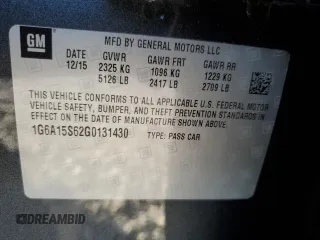 GM
MFD BY GENERAL MOTORS LLC
12/15
GVWR GAWR FRT GAWR RR
2325 KG 1096 KG 1229 KG
5126 LB 2417 LB 2709 LB
THIS VEHICLE CONFORMS TO ALL APPLICABLE U.S. FEDERAL MOTOR
VEHICLE SAFETY, BUMPER, AND THEFT PREVENTION STANDARDS
IN EFFECT ON THE DATE OF MANUFACTURE SHOWN ABOVE.
1G6A15S62G0131430 TYPE: PASS CAR